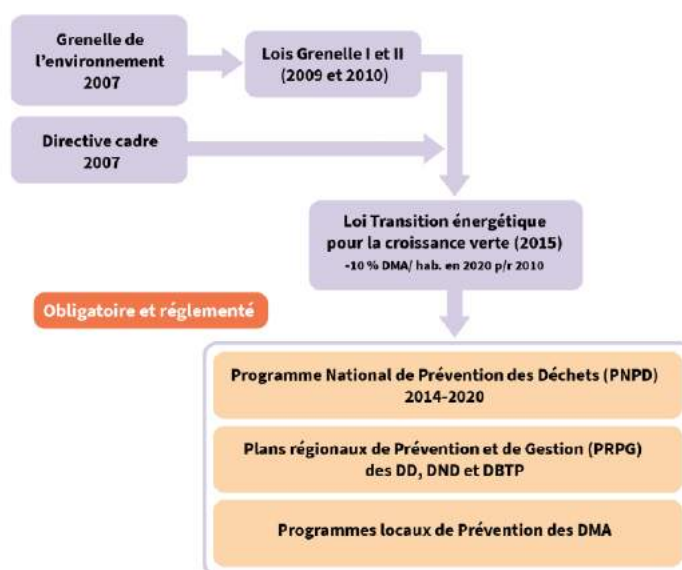 Grenelle de
l'environnement
2007
Lois Grenelle I et II
(2009 et 2010)
Directive cadre
2007
Loi Transition énergétique
pour la croissance verte (2015)
-10 % DMA/ hab. en 2020 p/r 2010
Obligatoire et réglementé
Programme National de Prévention des Déchets (PNPD)
2014-2020
Plans régionaux de Prévention et de Gestion (PRPG)
des DD, DND et DBTP
Programmes locaux de Prévention des DMA